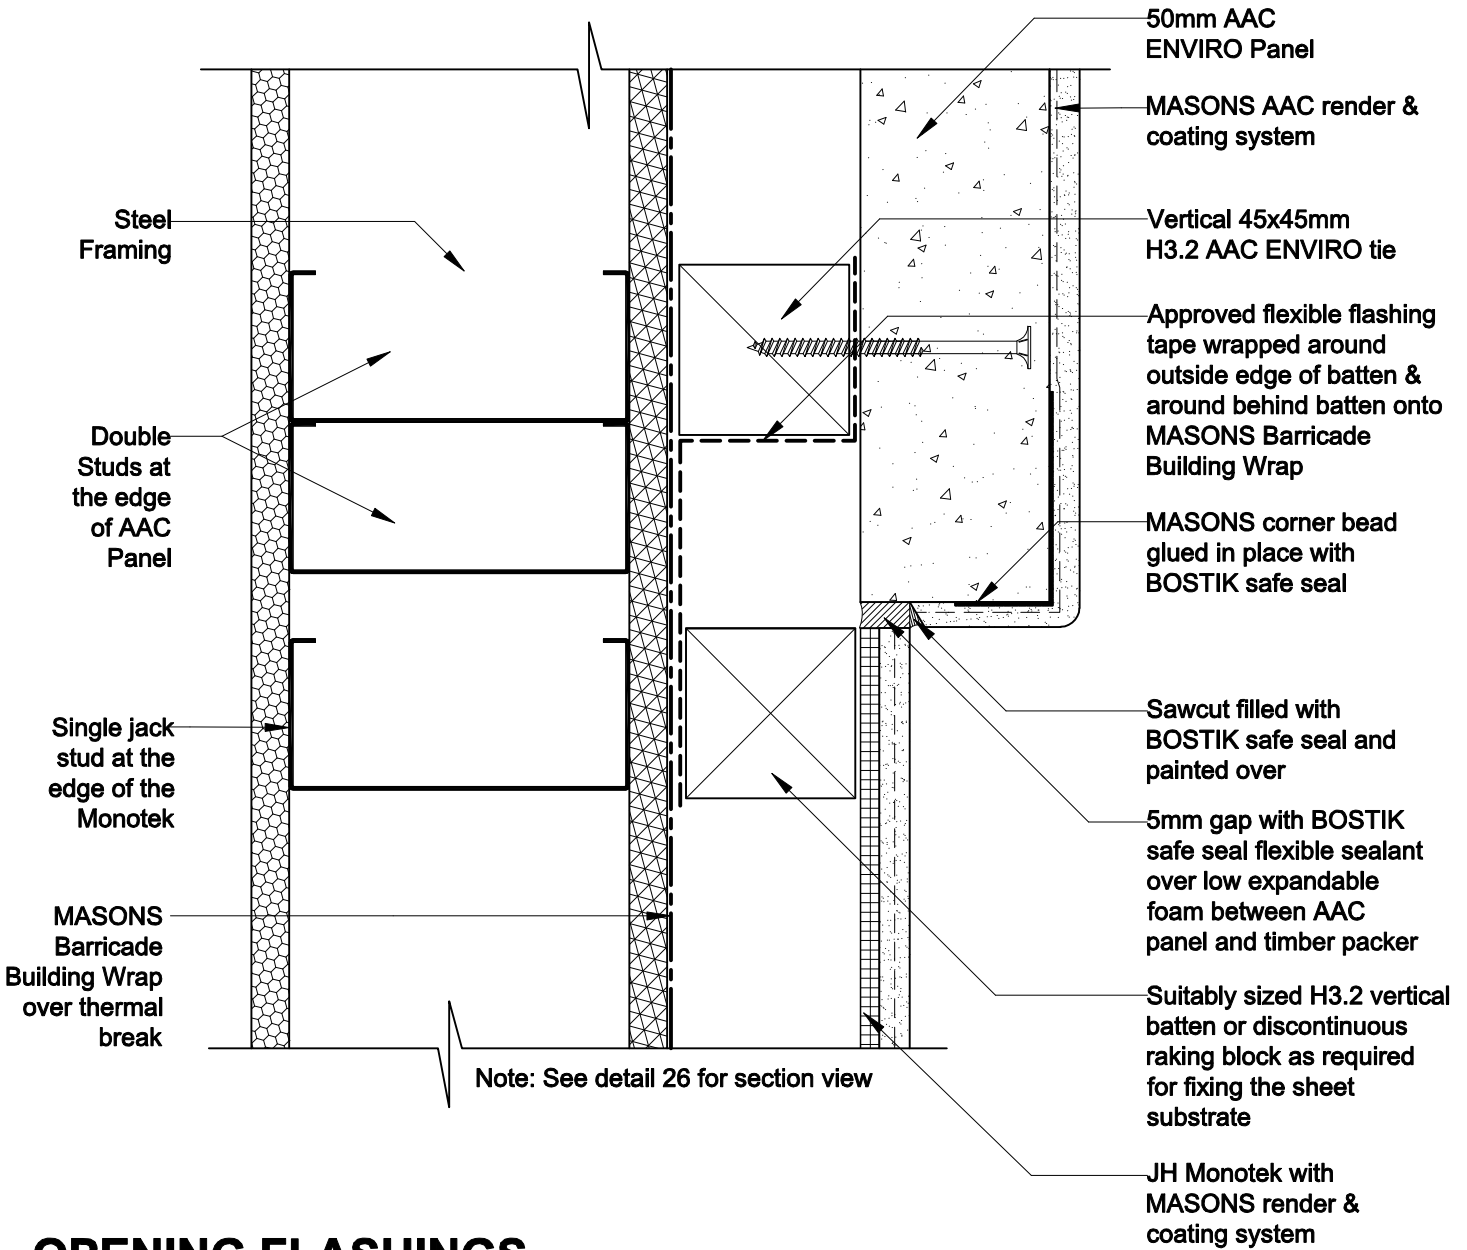 50mm AAC
ENVIRO Panel
MASONS AAC render &
coating system
Steel
Framing
Vertical 45x45mm
H3.2 AAC ENVIRO tie
Approved flexible flashing
tape wrapped around
outside edge of batten &
around behind batten onto
MASONS Barricade
Building Wrap
Double
Studs at
the edge
of AAC
Panel
MASONS corner bead
glued in place with
BOSTIK safe seal
Single jack
stud at the
edge of the
Monotek
Sawcut filled with
BOSTIK safe seal and
painted over
5mm gap with BOSTIK
safe seal flexible sealant
over low expandable
foam between AAC
panel and timber packer
MASONS
Barricade
Building Wrap
over thermal
break
Suitably sized H3.2 vertical
batten or discontinuous
raking block as required
for fixing the sheet
substrate
Note: See detail 26 for section view
JH Monotek with
MASONS render &
coating system
OPENING FLASHINGS